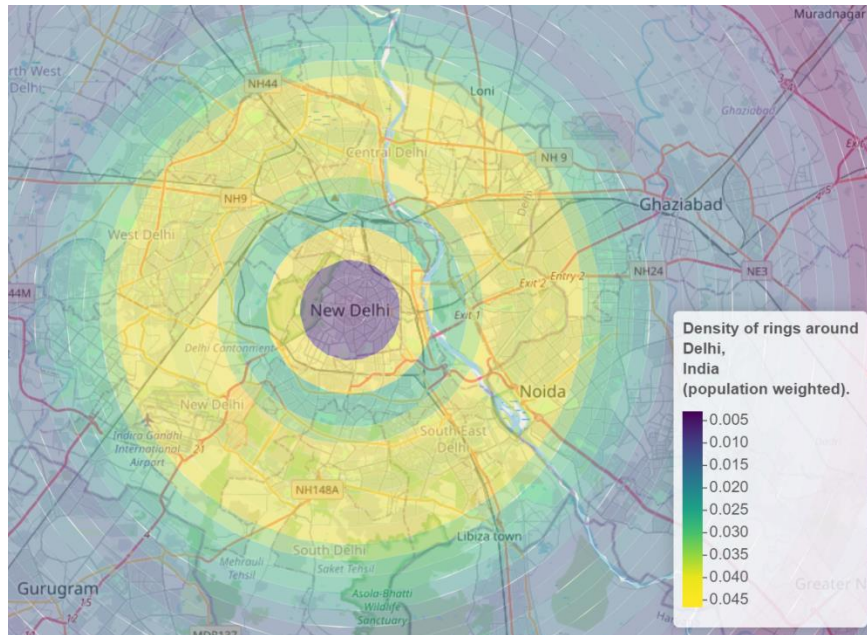 Muradnagar
rth West
Delhi
NH44
Loni
Ghaziabad
Central Delhi
NH 9
NH9
Ghaziabad
West Delhi
Entry 2
NH24
NE3
Exit 2
44M
New Delhi
Exit 1
Delhi Cantonment
Density of rings around
Delhi,
India
(population weighted).
0.005
0.010
0.015
0.020
0.025
0.030
0.035
0.040
0.045
Noida
New Delhi
South East
Delhi
Indira Gandhi
International
Airport
21
NH148A
4
Libiza town
South Delhi
Mehrauli
Tehsil
Saket Tehsil
Gurugram
15
12
Asola-Bhatti
Wildlife
Sanctuary
Greater N